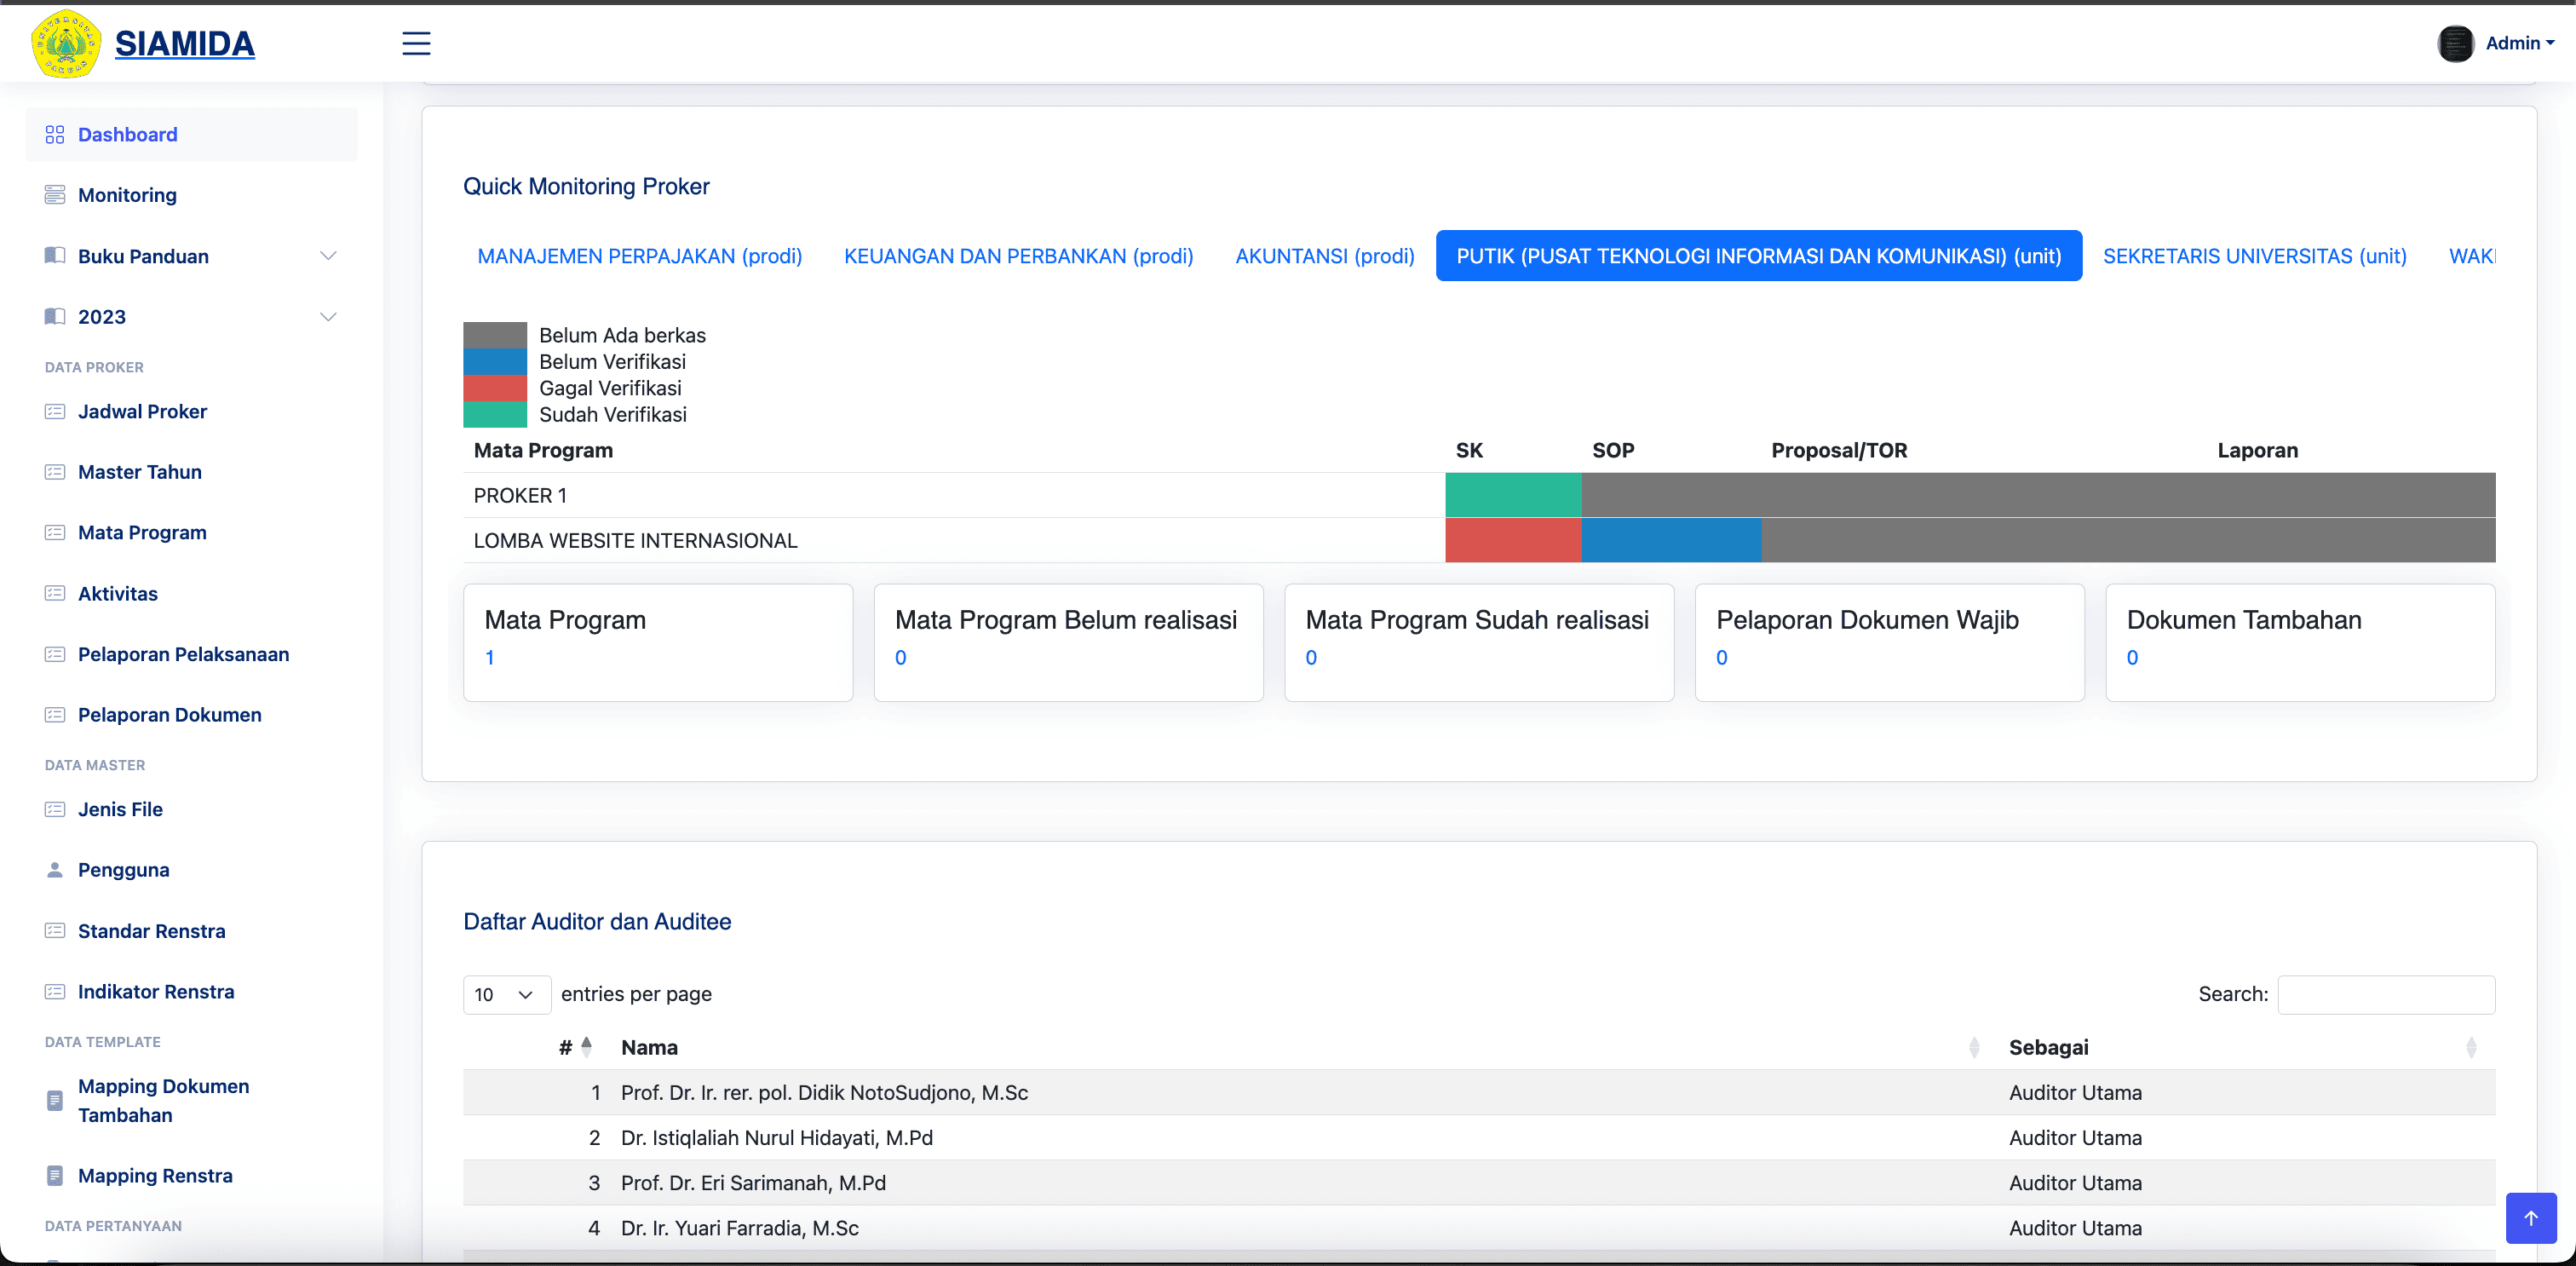 UNIVERSITAS PAKUAN
SIAMIDA
Admin
Dashboard
Monitoring
Buku Panduan
2023
DATA PROKER
Jadwal Proker
Master Tahun
Mata Program
Aktivitas
Pelaporan Pelaksanaan
Pelaporan Dokumen
DATA MASTER
Jenis File
Pengguna
Standar Renstra
Indikator Renstra
DATA TEMPLATE
Mapping Dokumen
Tambahan
Mapping Renstra
DATA PERTANYAAN
Quick Monitoring Proker
MANAJEMEN PERPAJAKAN (prodi) KEUANGAN DAN PERBANKAN (prodi) AKUNTANSI (prodi) PUTIK (PUSAT TEKNOLOGI INFORMASI DAN KOMUNIKASI) (unit) SEKRETARIS UNIVERSITAS (unit)
Belum Ada berkas
Belum Verifikasi
Gagal Verifikasi
Sudah Verifikasi
Mata Program SK SOP Proposal/TOR Laporan
PROKER 1
LOMBA WEBSITE INTERNASIONAL
Mata Program Mata Program Belum realisasi Mata Program Sudah realisasi Pelaporan Dokumen Wajib Dokumen Tambahan
1 0 0 0 0
Daftar Auditor dan Auditee
10 entries per page Search:
# Nama Sebagai
1 Prof. Dr. Ir. rer. pol. Didik NotoSudjono, M.Sc Auditor Utama
2 Dr. Istiqlaliah Nurul Hidayati, M.Pd Auditor Utama
3 Prof. Dr. Eri Sarimanah, M.Pd Auditor Utama
4 Dr. Ir. Yuari Farradia, M.Sc Auditor Utama